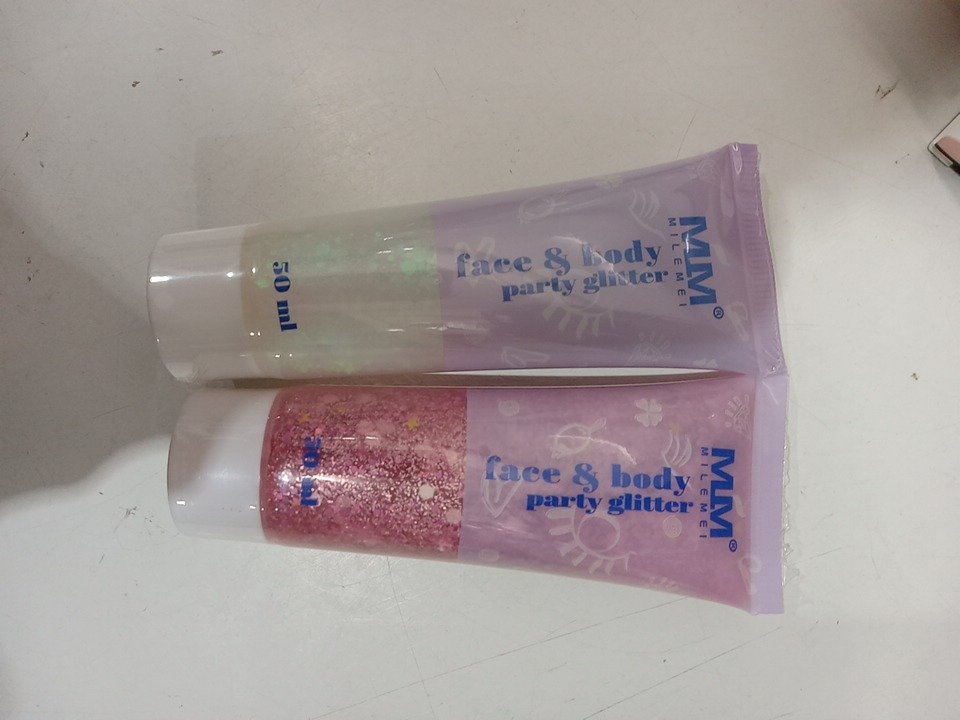 MM®
MILEMEI
face & body
party glitter
50 ml
MM®
MILEMEI
face & body
party glitter
50 ml